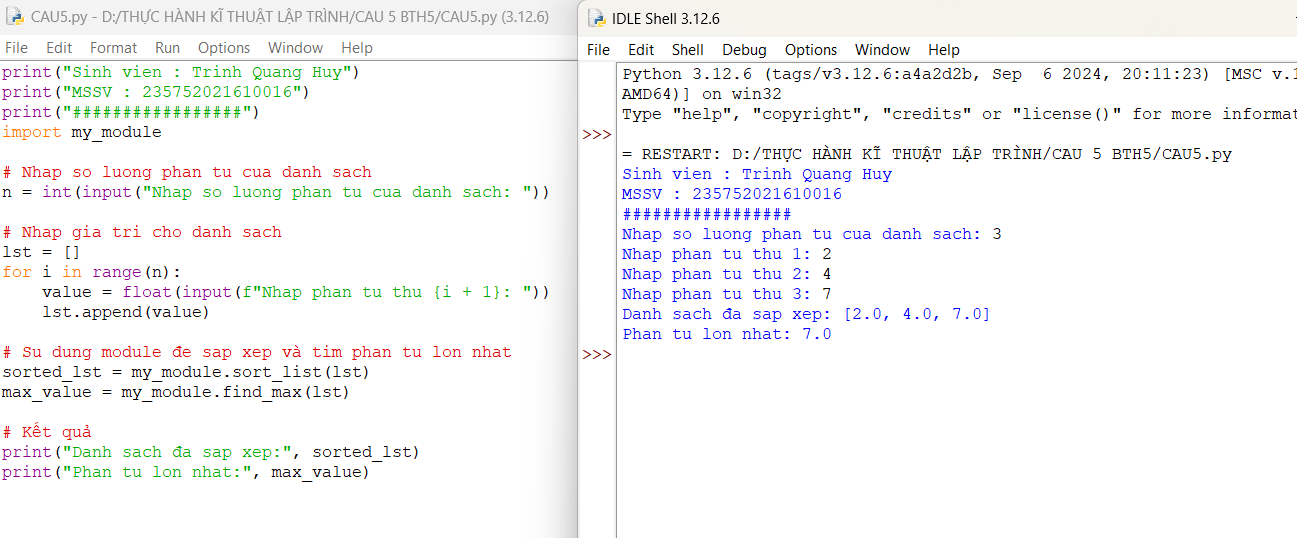 CAU5.py - D:/THỰC HÀNH KĨ THUẬT LẬP TRÌNH/CAU 5 BTH5/CAU5.py (3.12.6)
File Edit Format Run Options Window Help
print("Sinh vien : Trinh Quang Huy")
print("MSSV : 235752021610016")
print("#################")
import my_module

# Nhap so luong phan tu cua danh sach
n = int(input("Nhap so luong phan tu cua danh sach: "))

# Nhap gia tri cho danh sach
lst = []
for i in range(n):
    value = float(input(f"Nhap phan tu thu {i + 1}: "))
    lst.append(value)

# Su dung module đe sap xep và tim phan tu lon nhat
sorted_lst = my_module.sort_list(lst)
max_value = my_module.find_max(lst)

# Kết quả
print("Danh sach đa sap xep:", sorted_lst)
print("Phan tu lon nhat:", max_value)
IDLE Shell 3.12.6
File Edit Shell Debug Options Window Help
Python 3.12.6 (tags/v3.12.6:a4a2d2b, Sep  6 2024, 20:11:23) [MSC v.1
AMD64)] on win32
Type "help", "copyright", "credits" or "license()" for more informat
>>>
= RESTART: D:/THỰC HÀNH KĨ THUẬT LẬP TRÌNH/CAU 5 BTH5/CAU5.py
Sinh vien : Trinh Quang Huy
MSSV : 235752021610016
#################
Nhap so luong phan tu cua danh sach: 3
Nhap phan tu thu 1: 2
Nhap phan tu thu 2: 4
Nhap phan tu thu 3: 7
Danh sach đa sap xep: [2.0, 4.0, 7.0]
Phan tu lon nhat: 7.0
>>>